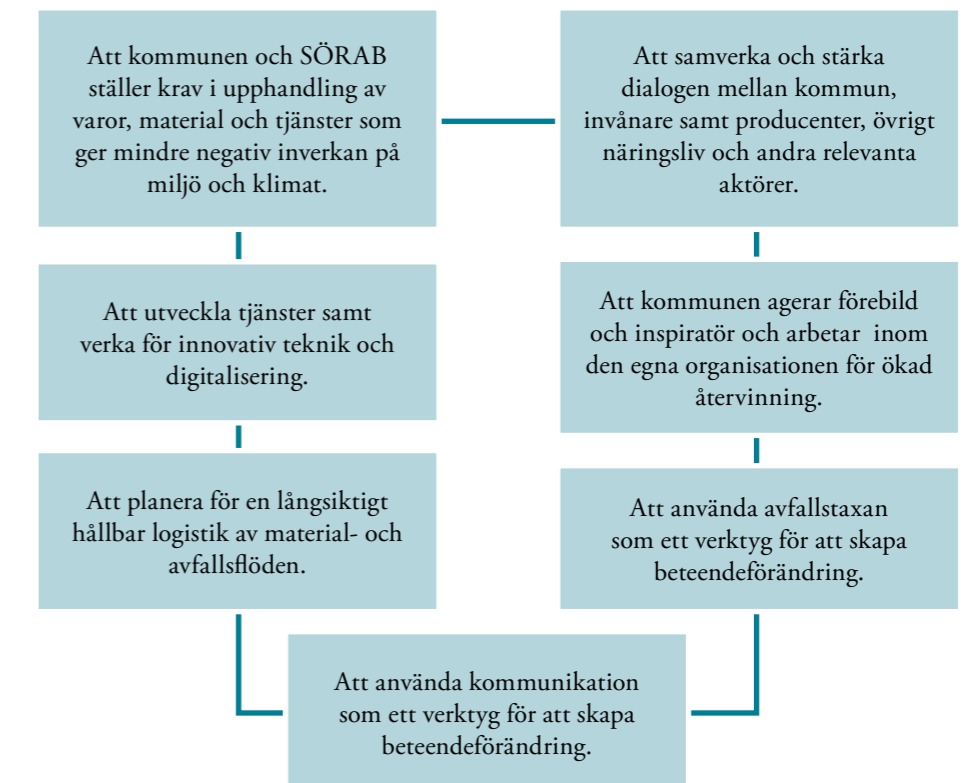 Att kommunen och SÖRAB
ställer krav i upphandling av
varor, material och tjänster som
ger mindre negativ inverkan på
miljö och klimat.
Att samverka och stärka
dialogen mellan kommun,
invånare samt producenter, övrigt
näringsliv och andra relevanta
aktörer.
Att utveckla tjänster samt
verka för innovativ teknik och
digitalisering.
Att kommunen agerar förebild
och inspiratör och arbetar  inom
den egna organisationen för ökad
återvinning.
Att planera för en långsiktigt
hållbar logistik av material- och
avfallsflöden.
Att använda avfallstaxan
som ett verktyg för att skapa
beteendeförändring.
Att använda kommunikation
som ett verktyg för att skapa
beteendeförändring.